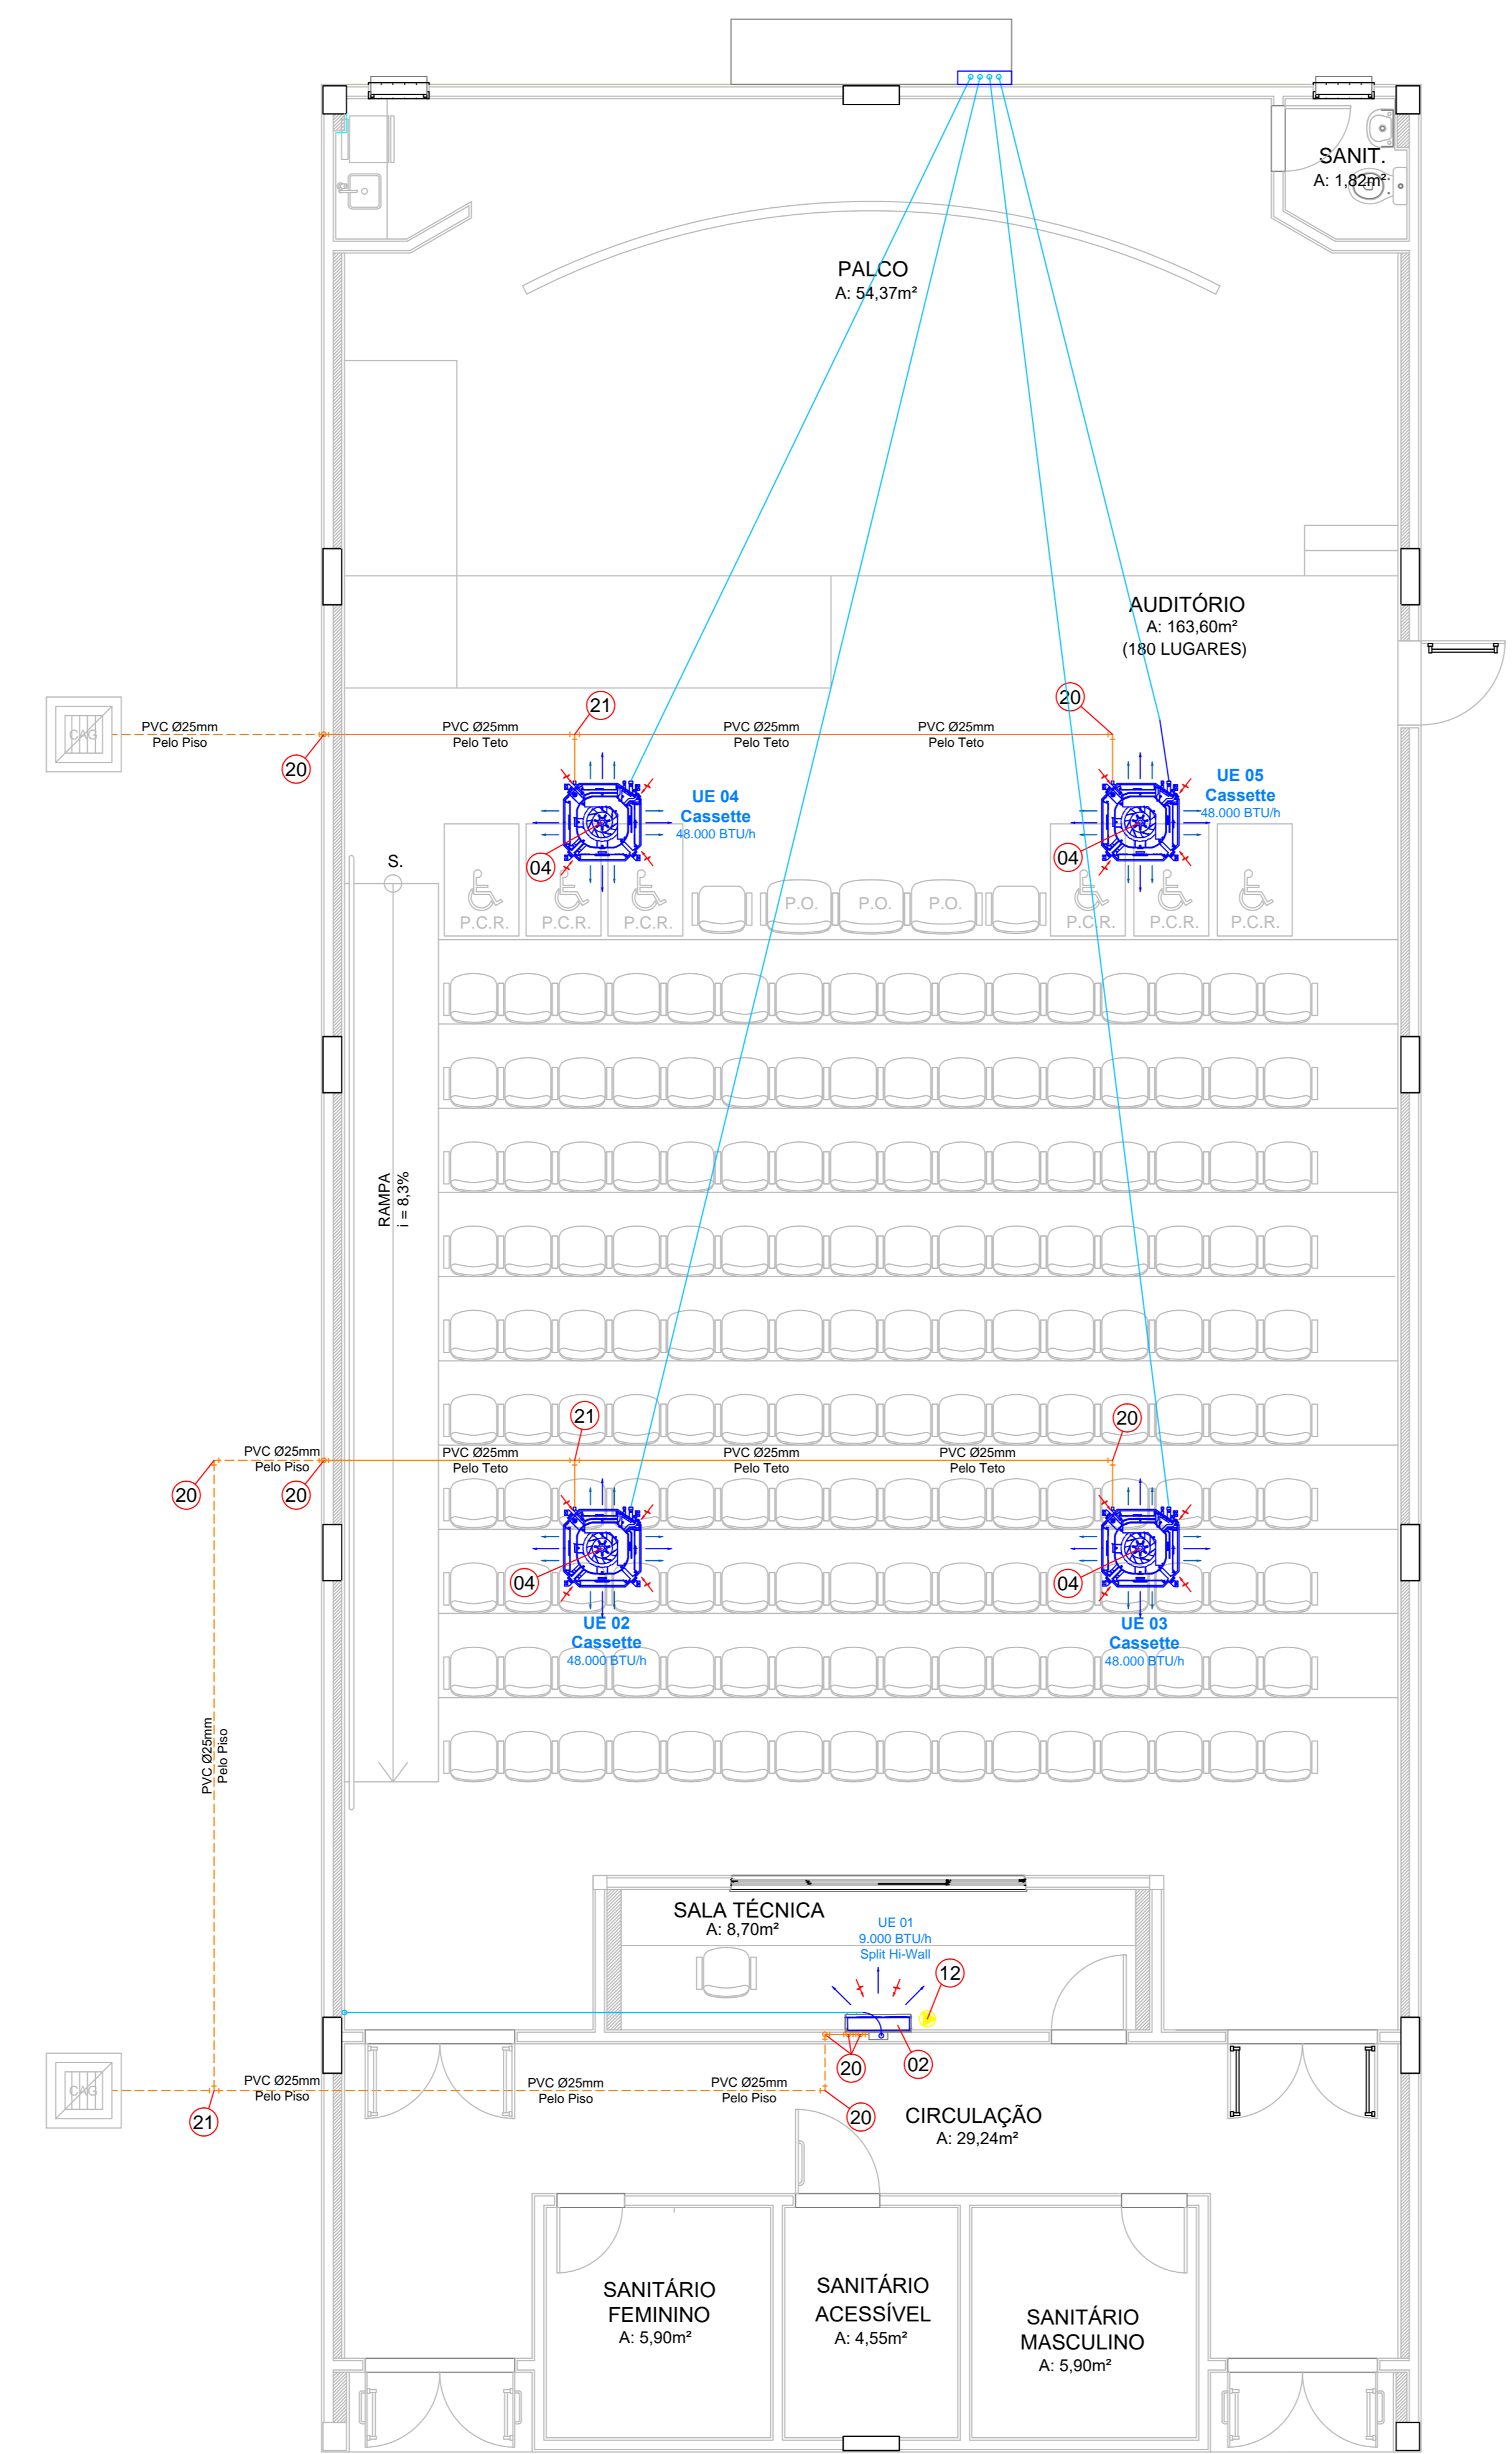 SANIT.
A: 1,82m²
PALCO
A: 54,37m²
AUDITÓRIO
A: 163,60m²
(180 LUGARES)
CAG
PVC Ø25mm
Pelo Piso
20
PVC Ø25mm
Pelo Teto
21
PVC Ø25mm
Pelo Teto
PVC Ø25mm
Pelo Teto
20
UE 04
Cassette
48.000 BTU/h
04
UE 05
Cassette
48.000 BTU/h
04
S.
P.C.R.
P.C.R.
P.C.R.
P.O.
P.O.
P.O.
P.C.R.
P.C.R.
P.C.R.
RAMPA
i = 8,3%
PVC Ø25mm
Pelo Piso
20
20
PVC Ø25mm
Pelo Teto
21
PVC Ø25mm
Pelo Teto
PVC Ø25mm
Pelo Teto
20
04
UE 02
Cassette
48.000 BTU/h
04
UE 03
Cassette
48.000 BTU/h
PVC Ø25mm
Pelo Piso
SALA TÉCNICA
A: 8,70m²
UE 01
9.000 BTU/h
Split Hi-Wall
12
20
02
CAG
PVC Ø25mm
Pelo Piso
21
PVC Ø25mm
Pelo Piso
PVC Ø25mm
Pelo Piso
20
CIRCULAÇÃO
A: 29,24m²
SANITÁRIO
FEMININO
A: 5,90m²
SANITÁRIO
ACESSÍVEL
A: 4,55m²
SANITÁRIO
MASCULINO
A: 5,90m²